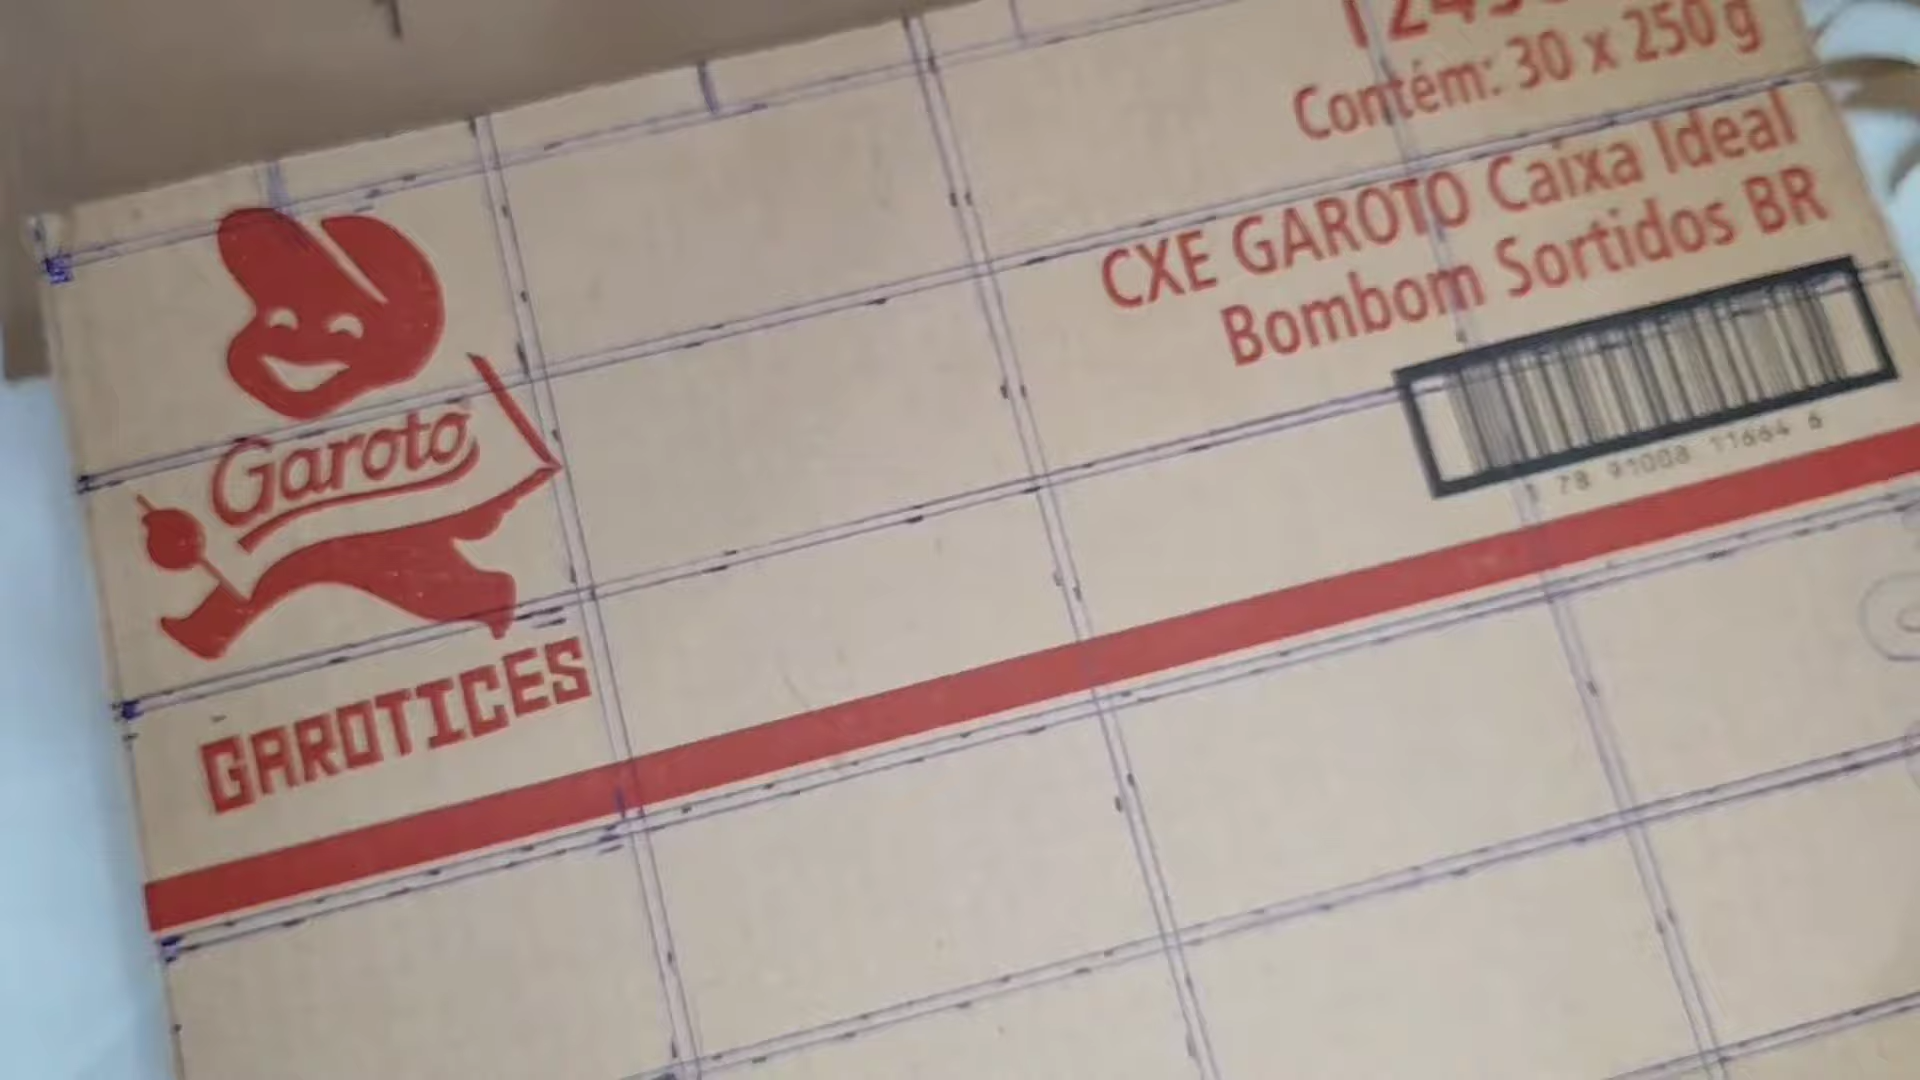 Contém: 30 x 250 g
CXE GAROTO Caixa Ideal
Bombom Sortidos BR
Garoto
GAROTICES